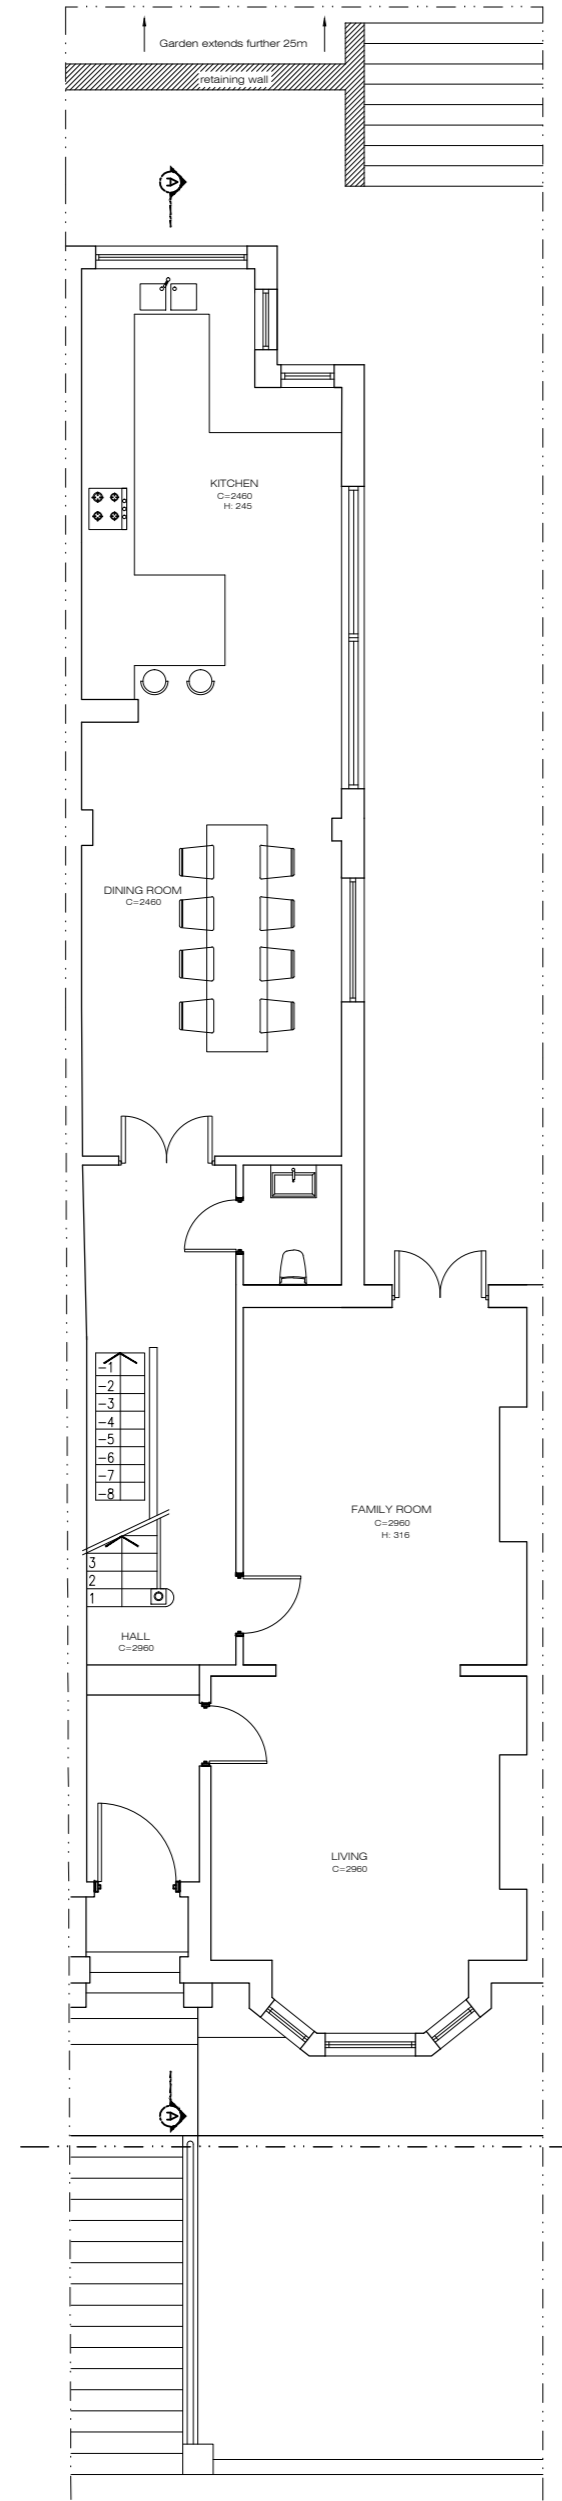 Garden extends further 25m
retaining wall
A
KITCHEN
C=2460
H: 245
DINING ROOM
C=2460
-1
-2
-3
-4
-5
-6
-7
-8
3
2
1
FAMILY ROOM
C=2960
H: 316
HALL
C=2960
LIVING
C=2960
A